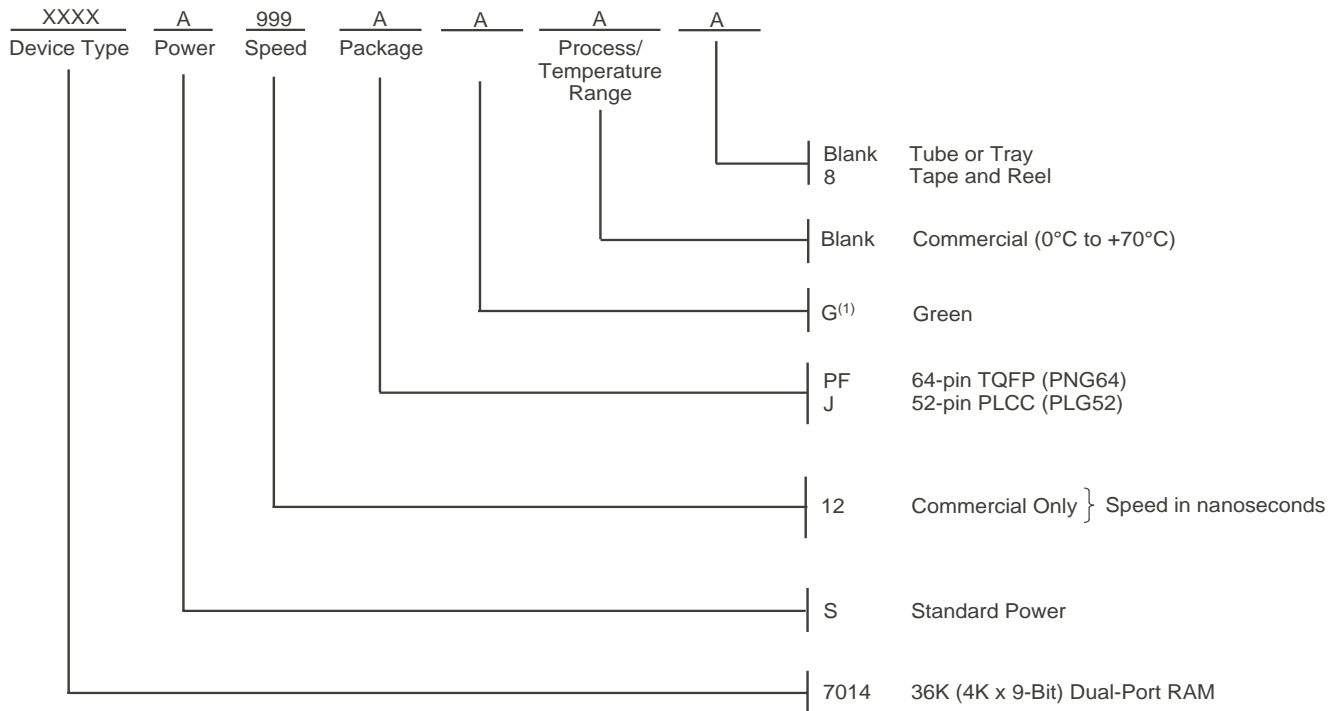 XXXX A 999 A A A A
Device Type Power Speed Package Process/
Temperature
Range
Blank Tube or Tray
8 Tape and Reel
Blank Commercial (0°C to +70°C)
G(1) Green
PF 64-pin TQFP (PNG64)
J 52-pin PLCC (PLG52)
12 Commercial Only } Speed in nanoseconds
S Standard Power
7014 36K (4K x 9-Bit) Dual-Port RAM